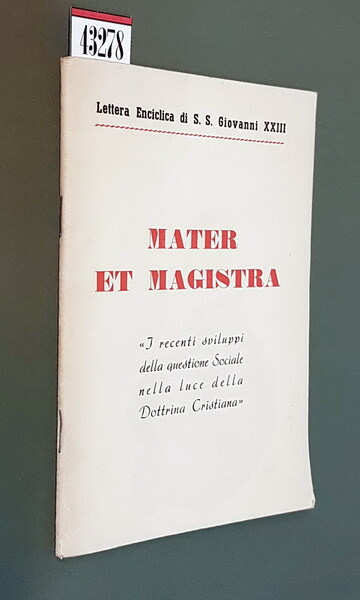 43278
Lettera Enciclica di S. S. Giovanni XXIII
MATER
ET MAGISTRA
«I recenti sviluppi
della questione Sociale
nella luce della
Dottrina Cristiana»